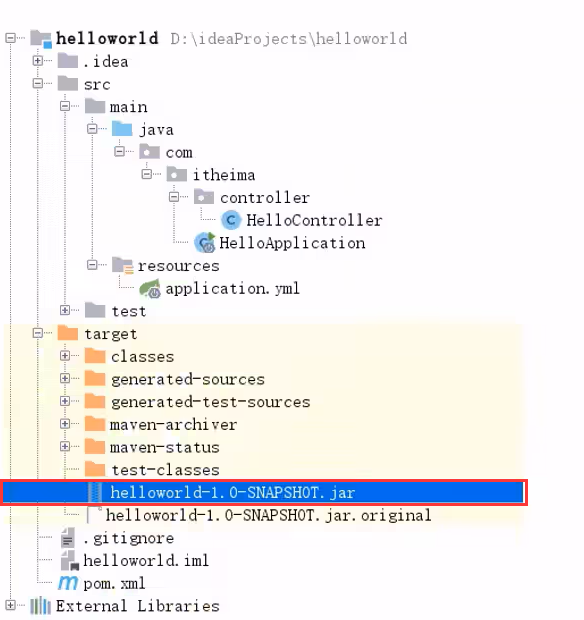 helloworld D:\ideaProjects\helloworld
.idea
src
main
java
com
itheima
controller
HelloController
HelloApplication
resources
application.yml
test
target
classes
generated-sources
generated-test-sources
maven-archiver
maven-status
test-classes
helloworld-1.0-SNAPSHOT.jar
helloworld-1.0-SNAPSHOT.jar.original
.gitignore
helloworld.iml
pom.xml
External Libraries